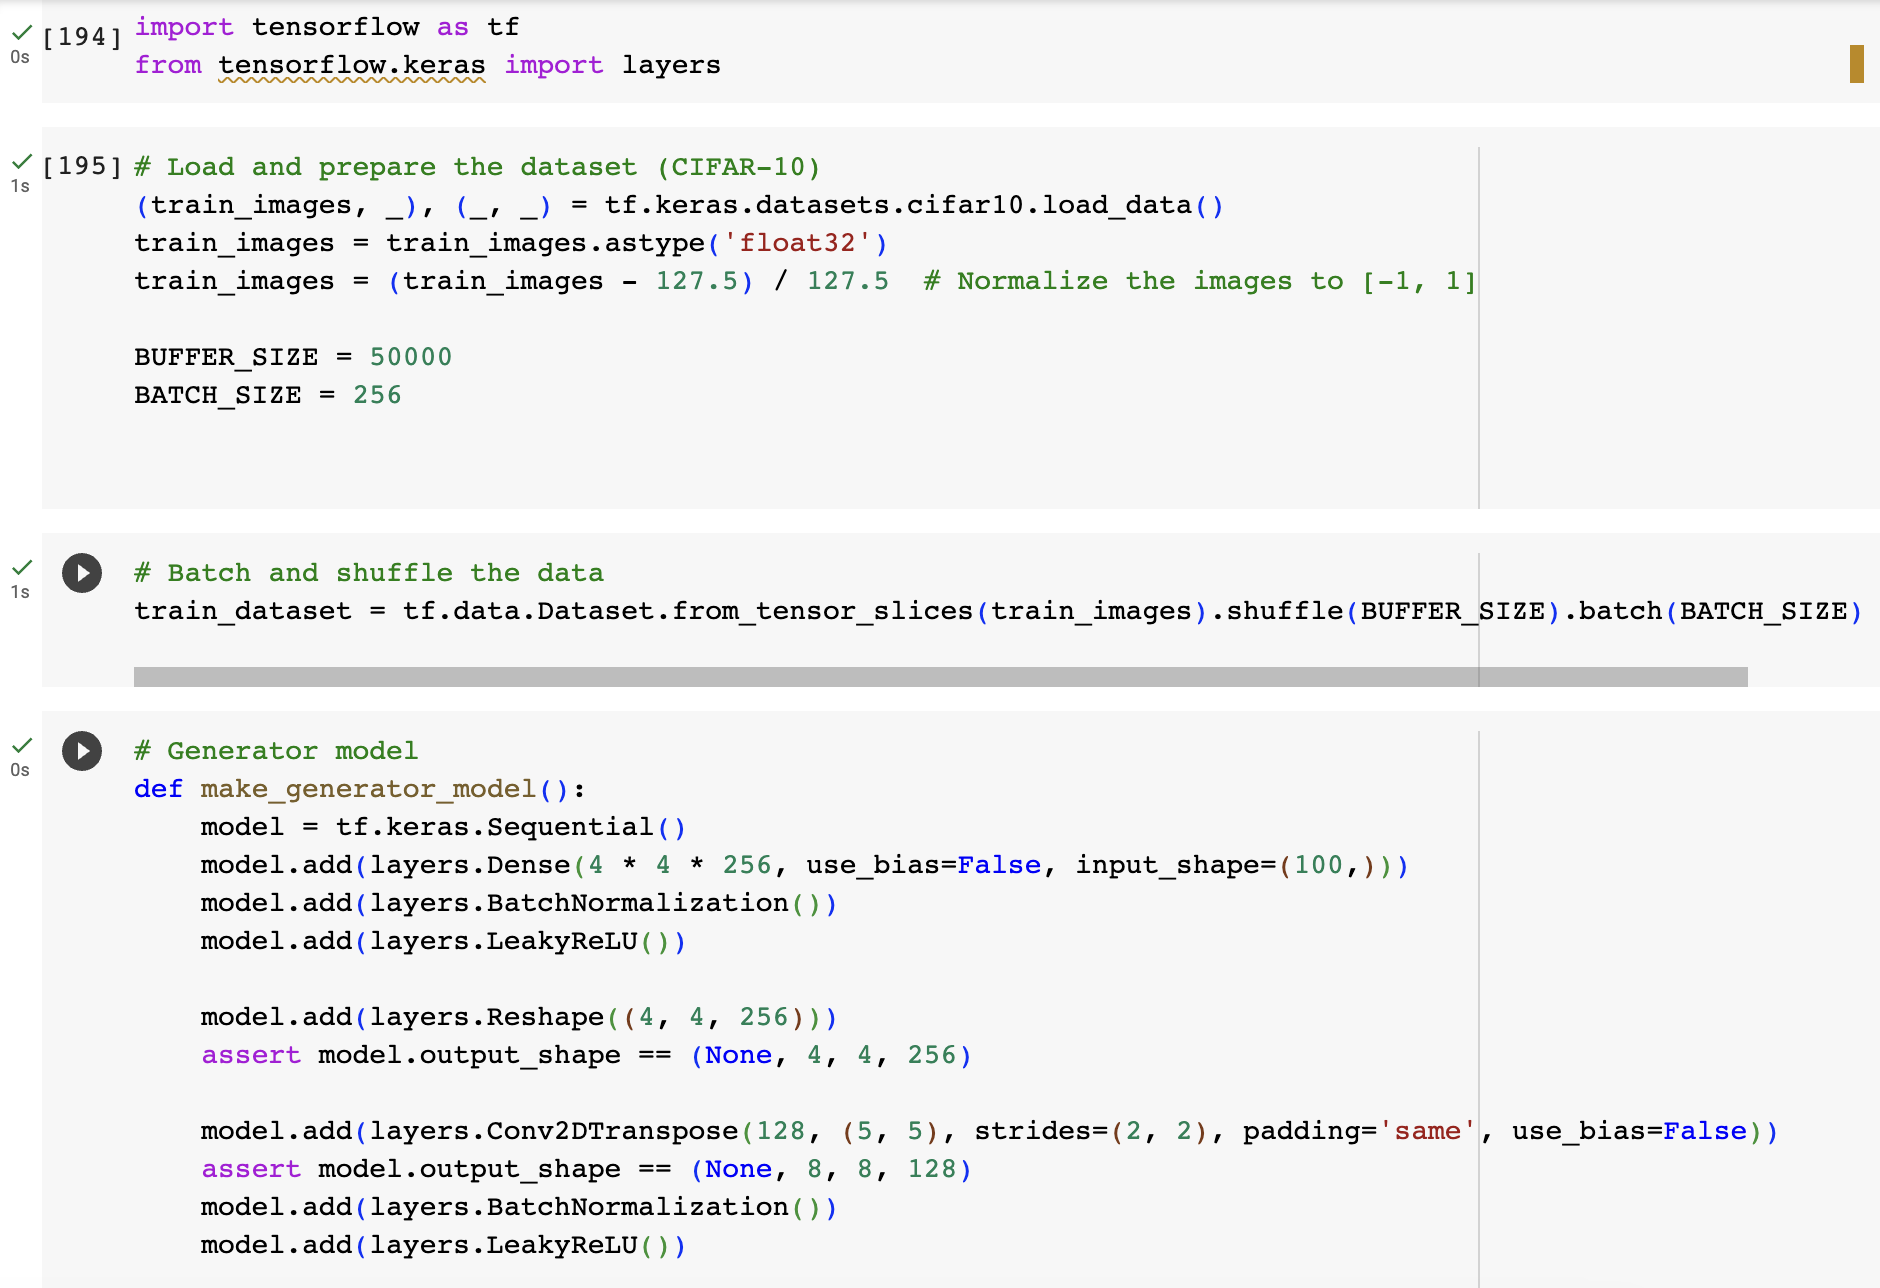 [194] import tensorflow as tf
0s
from tensorflow.keras import layers
[195] # Load and prepare the dataset (CIFAR-10)
1s
(train_images, _), (_, _) = tf.keras.datasets.cifar10.load_data()
train_images = train_images.astype('float32')
train_images = (train_images - 127.5) / 127.5  # Normalize the images to [-1, 1]
BUFFER_SIZE = 50000
BATCH_SIZE = 256
# Batch and shuffle the data
1s
train_dataset = tf.data.Dataset.from_tensor_slices(train_images).shuffle(BUFFER_SIZE).batch(BATCH_SIZE)
# Generator model
0s
def make_generator_model():
    model = tf.keras.Sequential()
    model.add(layers.Dense(4 * 4 * 256, use_bias=False, input_shape=(100,)))
    model.add(layers.BatchNormalization())
    model.add(layers.LeakyReLU())
    model.add(layers.Reshape((4, 4, 256)))
    assert model.output_shape == (None, 4, 4, 256)
    model.add(layers.Conv2DTranspose(128, (5, 5), strides=(2, 2), padding='same', use_bias=False))
    assert model.output_shape == (None, 8, 8, 128)
    model.add(layers.BatchNormalization())
    model.add(layers.LeakyReLU())